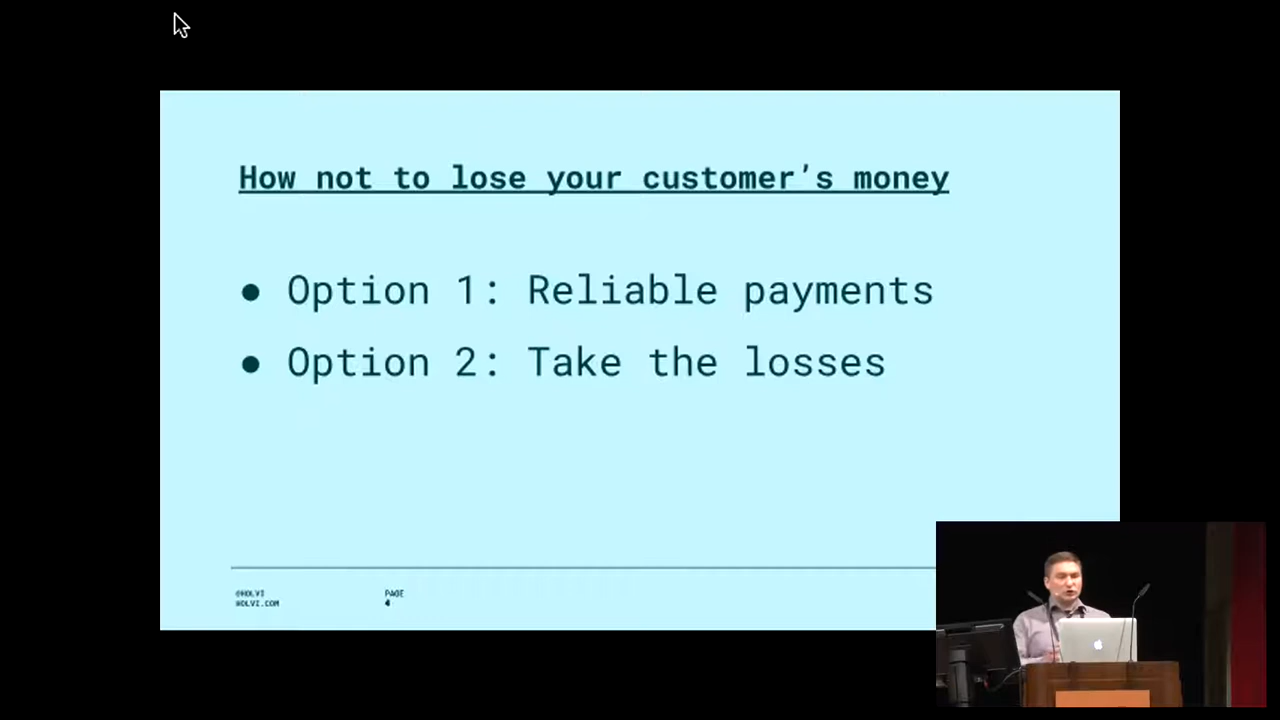 How not to lose your customer’s money
● Option 1: Reliable payments
● Option 2: Take the losses
@HOLVI
HOLVI.COM
PAGE
4